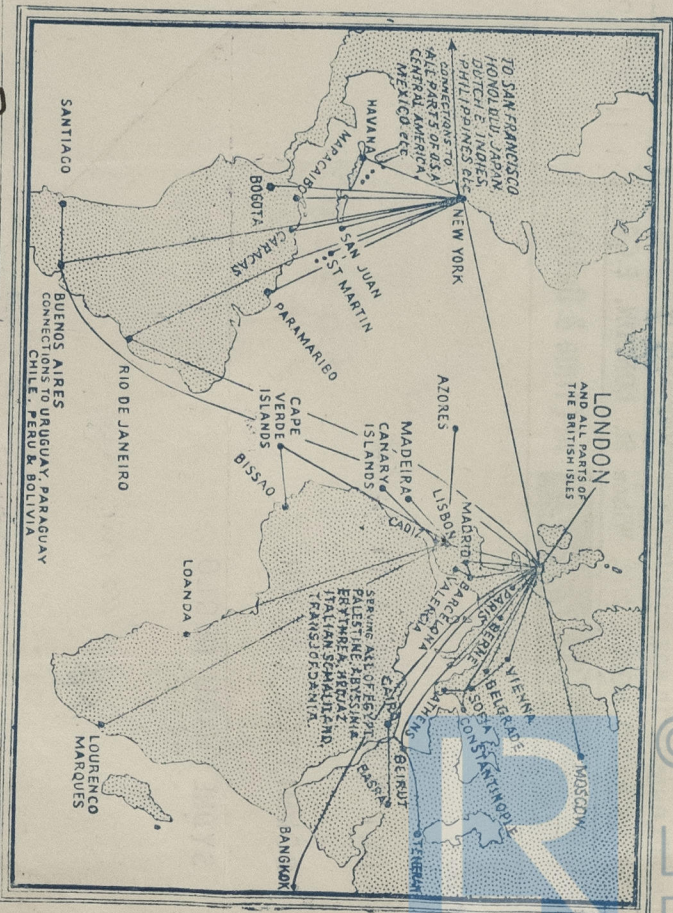 TO SAN FRANCISCO
HONOLULU, JAPAN
DUTCH E. INDIES,
PHILIPPINES etc
CONNECTIONS TO
ALL PARTS OF U.S.A.
CENTRAL AMERICA,
MEXICO etc
NEW YORK
HAVANA
MARACAIBO
BOGOTA
CARACAS
SAN JUAN
ST MARTIN
PARAMARIBO
SANTIAGO
BUENOS AIRES
CONNECTIONS TO URUGUAY, PARAGUAY
CHILE, PERU & BOLIVIA
RIO DE JANEIRO
LONDON
AND ALL PARTS OF
THE BRITISH ISLES
AZORES
MADEIRA
CANARY
ISLANDS
CAPE
VERDE
ISLANDS
BISSAO
LISBON
CADIZ
MADRID
BARCELONA
VALENCIA
PARIS
BERNE
VIENNA
BELGRADE
SOFIA
CONSTANTINOPLE
ATHENS
MOSCOW
CAIRO
SERVING ALL OF EGYPT,
PALESTINE, ABYSSINIA
ERYTHREA, HEDJAZ
ITALIAN SOMALILAND,
TRANSJORDANIA
BEIRUT
BASRA
TEHERAN
BANGKOK
LOANDA
LOURENCO
MARQUES
R
©